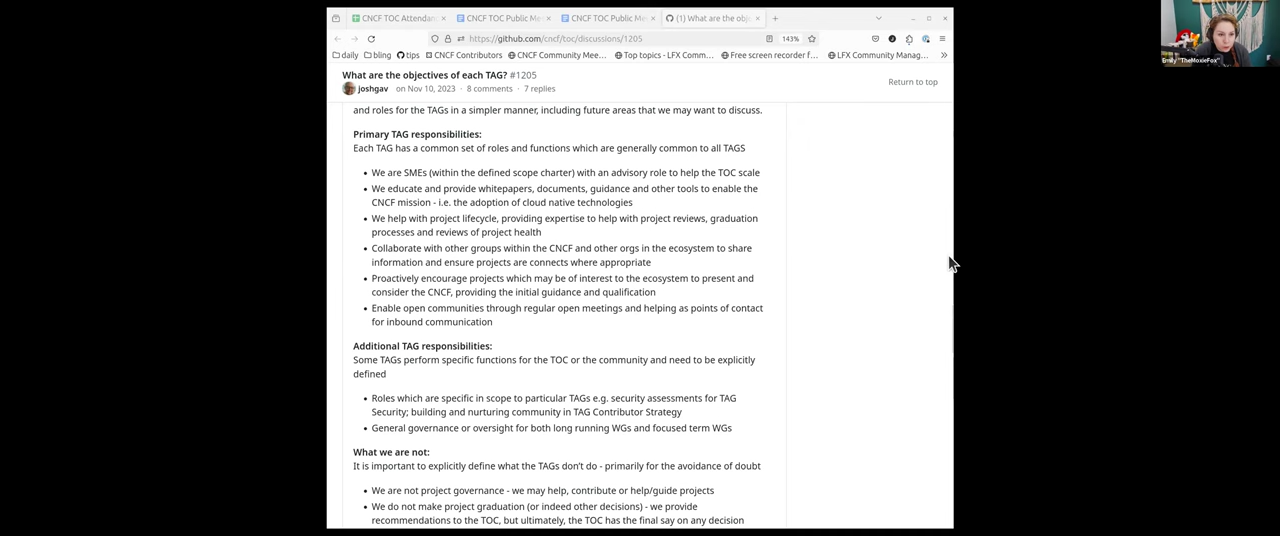 CNCF TOC Attendan
CNCF TOC Public Me
CNCF TOC Public Me
(1) What are the obje
https://github.com/cncf/toc/discussions/1205
143%
daily
bling
tips
CNCF Contributors
CNCF Community Mee…
Top topics - LFX Comm…
Free screen recorder f…
LFX Community Manag…
What are the objectives of each TAG? #1205
joshgav on Nov 10, 2023 · 8 comments · 7 replies
Return to top
and roles for the TAGs in a simpler manner, including future areas that we may want to discuss.
Primary TAG responsibilities:
Each TAG has a common set of roles and functions which are generally common to all TAGS
• We are SMEs (within the defined scope charter) with an advisory role to help the TOC scale
• We educate and provide whitepapers, documents, guidance and other tools to enable the
CNCF mission - i.e. the adoption of cloud native technologies
• We help with project lifecycle, providing expertise to help with project reviews, graduation
processes and reviews of project health
• Collaborate with other groups within the CNCF and other orgs in the ecosystem to share
information and ensure projects are connects where appropriate
• Proactively encourage projects which may be of interest to the ecosystem to present and
consider the CNCF, providing the initial guidance and qualification
• Enable open communities through regular open meetings and helping as points of contact
for inbound communication
Additional TAG responsibilities:
Some TAGs perform specific functions for the TOC or the community and need to be explicitly
defined
• Roles which are specific in scope to particular TAGs e.g. security assessments for TAG
Security; building and nurturing community in TAG Contributor Strategy
• General governance or oversight for both long running WGs and focused term WGs
What we are not:
It is important to explicitly define what the TAGs don't do - primarily for the avoidance of doubt
• We are not project governance - we may help, contribute or help/guide projects
• We do not make project graduation (or indeed other decisions) - we provide
recommendations to the TOC, but ultimately, the TOC has the final say on any decision
Emily "TheMoxieFox"